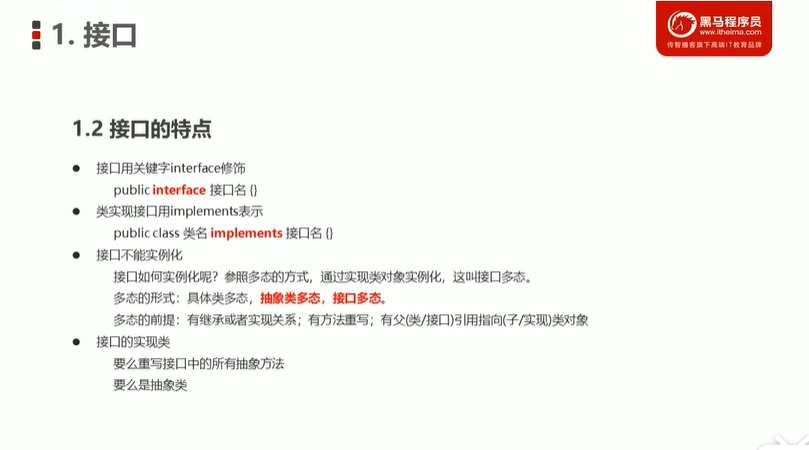 1. 接口
黑马程序员
www.itheima.com
传智播客旗下高端IT教育品牌
1.2 接口的特点
● 接口用关键字interface修饰
public interface 接口名 {}
● 类实现接口用implements表示
public class 类名 implements 接口名 {}
● 接口不能实例化
接口如何实例化呢？参照多态的方式，通过实现类对象实例化，这叫接口多态。
多态的形式：具体类多态，抽象类多态，接口多态。
多态的前提：有继承或者实现关系；有方法重写；有父(类/接口)引用指向(子/实现)类对象
● 接口的实现类
要么重写接口中的所有抽象方法
要么是抽象类